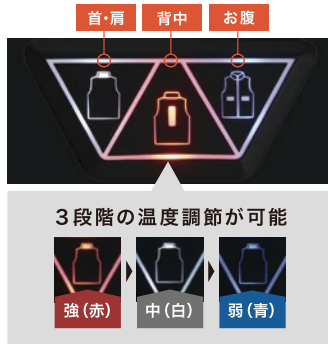 首・肩
背中
お腹
3段階の温度調節が可能
強(赤)
中(白)
弱(青)